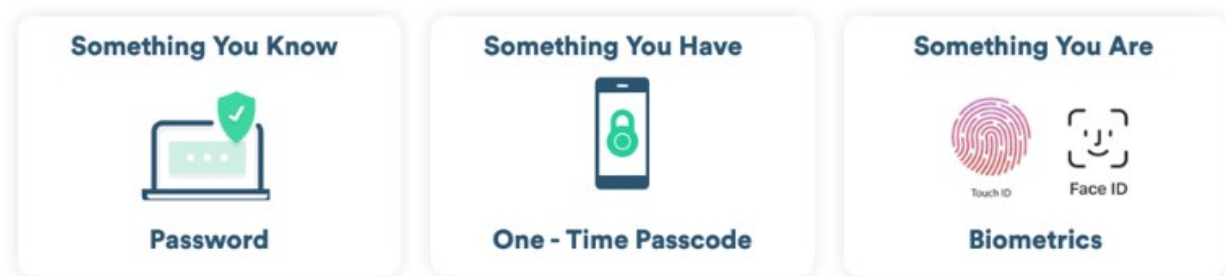 Something You Know
Something You Have
Something You Are
Touch ID
Face ID
Password
One - Time Passcode
Biometrics